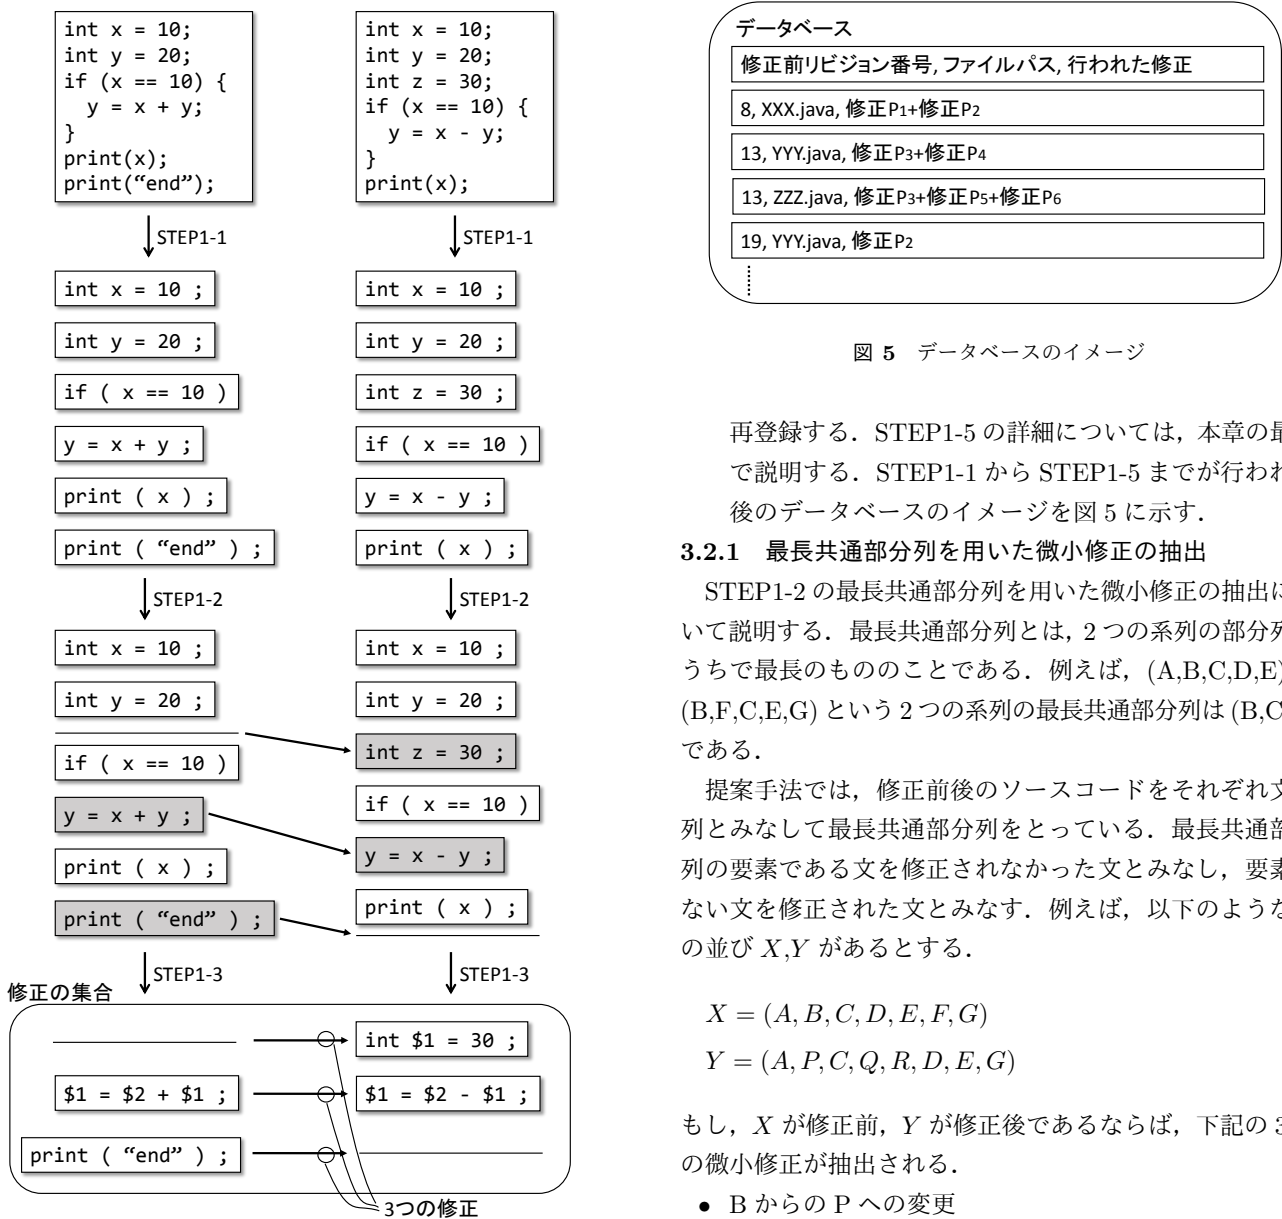 int x = 10;
int y = 20;
if (x == 10) {
y = x + y;
}
print(x);
print(“end”);
STEP1-1
int x = 10 ;
int y = 20 ;
if ( x == 10 )
y = x + y ;
print ( x ) ;
print ( “end” ) ;
STEP1-2
int x = 10 ;
int y = 20 ;
if ( x == 10 )
y = x + y ;
print ( x ) ;
print ( “end” ) ;
STEP1-3
int x = 10;
int y = 20;
int z = 30;
if (x == 10) {
y = x - y;
}
print(x);
STEP1-1
int x = 10 ;
int y = 20 ;
int z = 30 ;
if ( x == 10 )
y = x - y ;
print ( x ) ;
STEP1-2
int x = 10 ;
int y = 20 ;
int z = 30 ;
if ( x == 10 )
y = x - y ;
print ( x ) ;
STEP1-3
修正の集合
int $1 = 30 ;
$1 = $2 + $1 ;
$1 = $2 - $1 ;
print ( “end” ) ;
3つの修正
データベース
修正前リビジョン番号, ファイルパス, 行われた修正
8, XXX.java, 修正P1+修正P2
13, YYY.java, 修正P3+修正P4
13, ZZZ.java, 修正P3+修正P5+修正P6
19, YYY.java, 修正P2
図 5 データベースのイメージ
再登録する．STEP1-5 の詳細については，本章の最
で説明する．STEP1-1 から STEP1-5 までが行われ
後のデータベースのイメージを図 5 に示す．
3.2.1 最長共通部分列を用いた微小修正の抽出
STEP1-2 の最長共通部分列を用いた微小修正の抽出に
いて説明する．最長共通部分列とは，2 つの系列の部分列
うちで最長のもののことである．例えば，(A,B,C,D,E)
(B,F,C,E,G) という 2 つの系列の最長共通部分列は (B,C
である．
提案手法では，修正前後のソースコードをそれぞれ文
列とみなして最長共通部分列をとっている．最長共通部
列の要素である文を修正されなかった文とみなし，要素
ない文を修正された文とみなす．例えば，以下のような
の並び X,Y があるとする．
X = (A, B, C, D, E, F, G)
Y = (A, P, C, Q, R, D, E, G)
もし，X が修正前，Y が修正後であるならば，下記の 3
の微小修正が抽出される．
• B からの P への変更